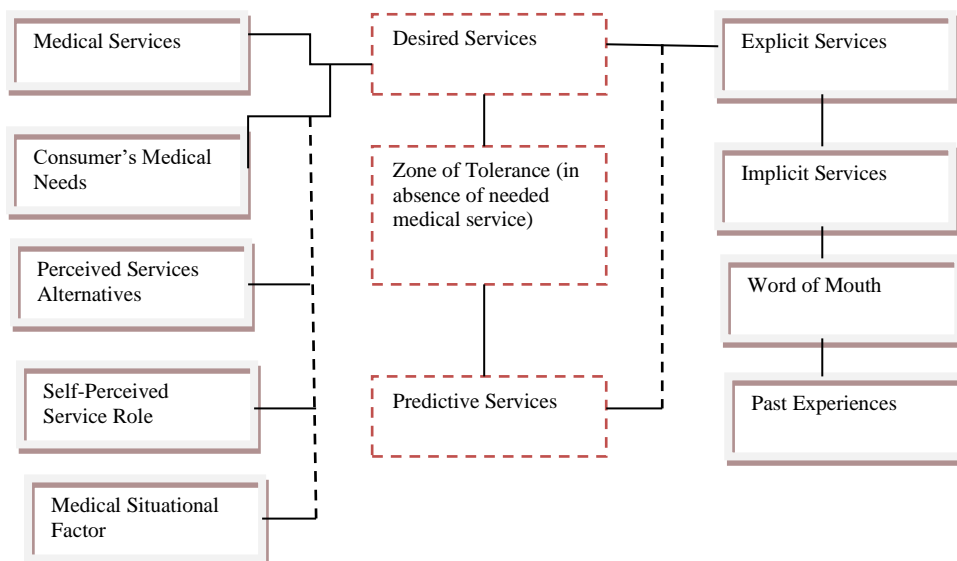 Medical Services
Consumer’s Medical
Needs
Perceived Services
Alternatives
Self-Perceived
Service Role
Medical Situational
Factor
Desired Services
Zone of Tolerance (in
absence of needed
medical service)
Predictive Services
Explicit Services
Implicit Services
Word of Mouth
Past Experiences